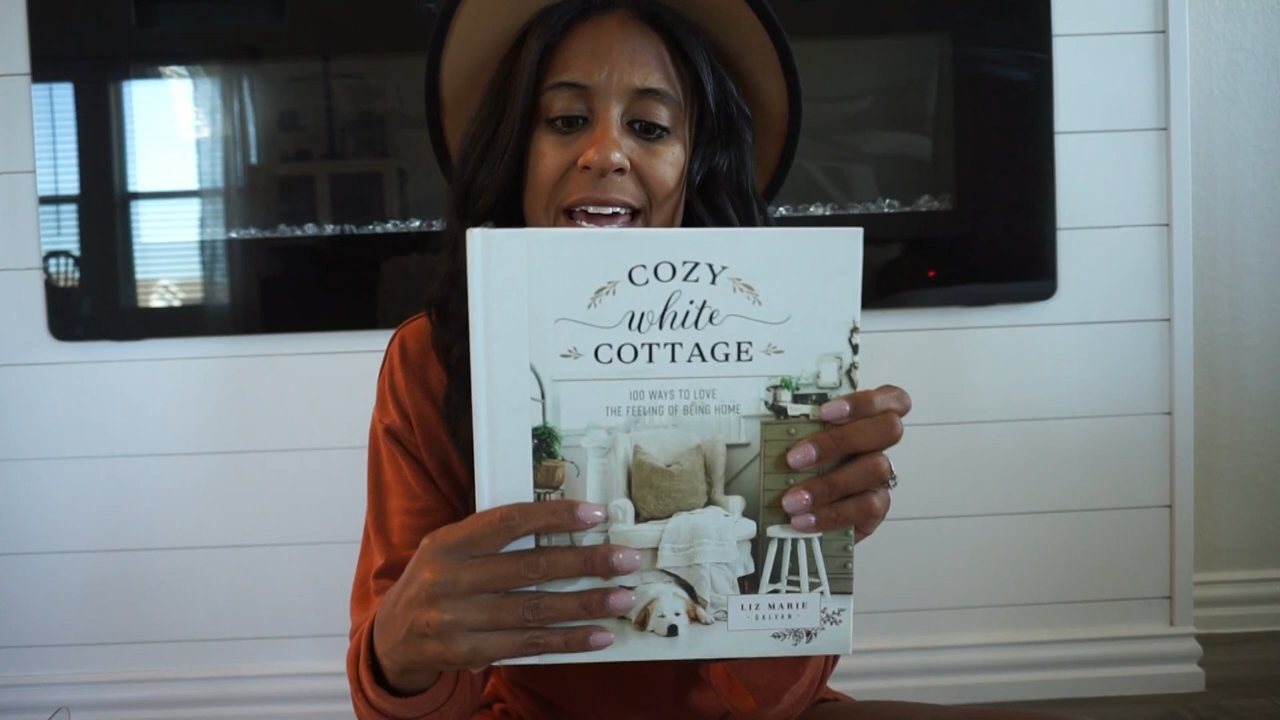 COZY
white
COTTAGE
100 WAYS TO LOVE
THE FEELING OF BEING HOME
LIZ MARIE
· GALVAN ·